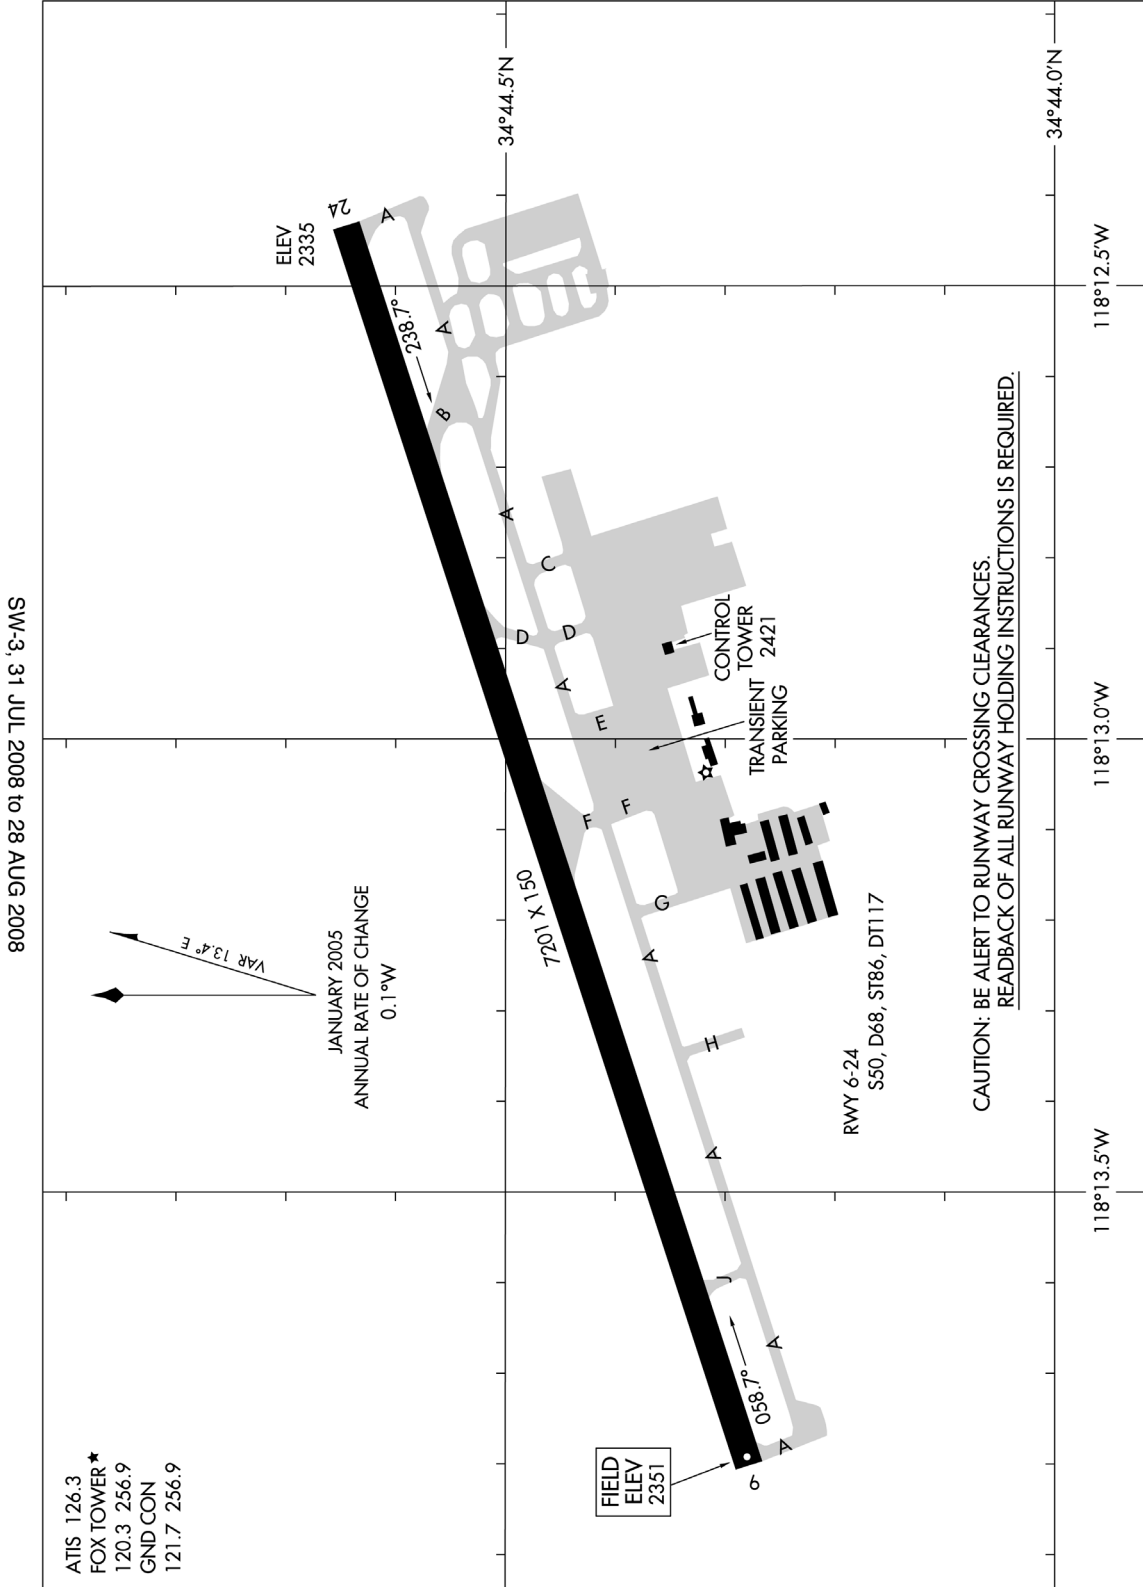 ATIS 126.3
FOX TOWER★
120.3 256.9
GND CON
121.7 256.9
FIELD
ELEV
2351
6
058.7°
A
A
J
A
H
A
G
F
F
E
A
D
D
C
A
B
A
A
24
238.7°
ELEV
2335
7201 X 150
VAR 13.4° E
JANUARY 2005
ANNUAL RATE OF CHANGE
0.1°W
CONTROL
TOWER
2421
TRANSIENT
PARKING
RWY 6-24
S50, D68, ST86, DT117
CAUTION: BE ALERT TO RUNWAY CROSSING CLEARANCES.
READBACK OF ALL RUNWAY HOLDING INSTRUCTIONS IS REQUIRED.
34°44.5′N
34°44.0′N
118°12.5′W
118°13.0′W
118°13.5′W
SW-3, 31 JUL 2008 to 28 AUG 2008